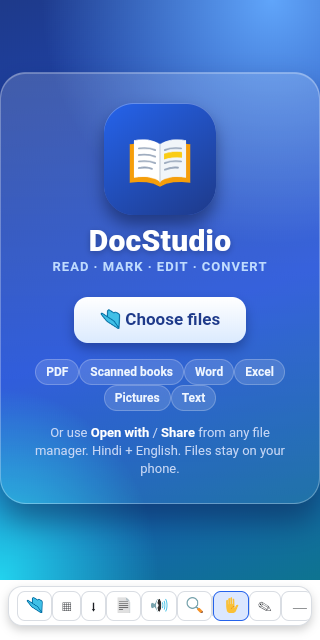 DocStudio
READ · MARK · EDIT · CONVERT
Choose files
PDF Scanned books Word Excel
Pictures Text
Or use Open with / Share from any file
manager. Hindi + English. Files stay on your
phone.